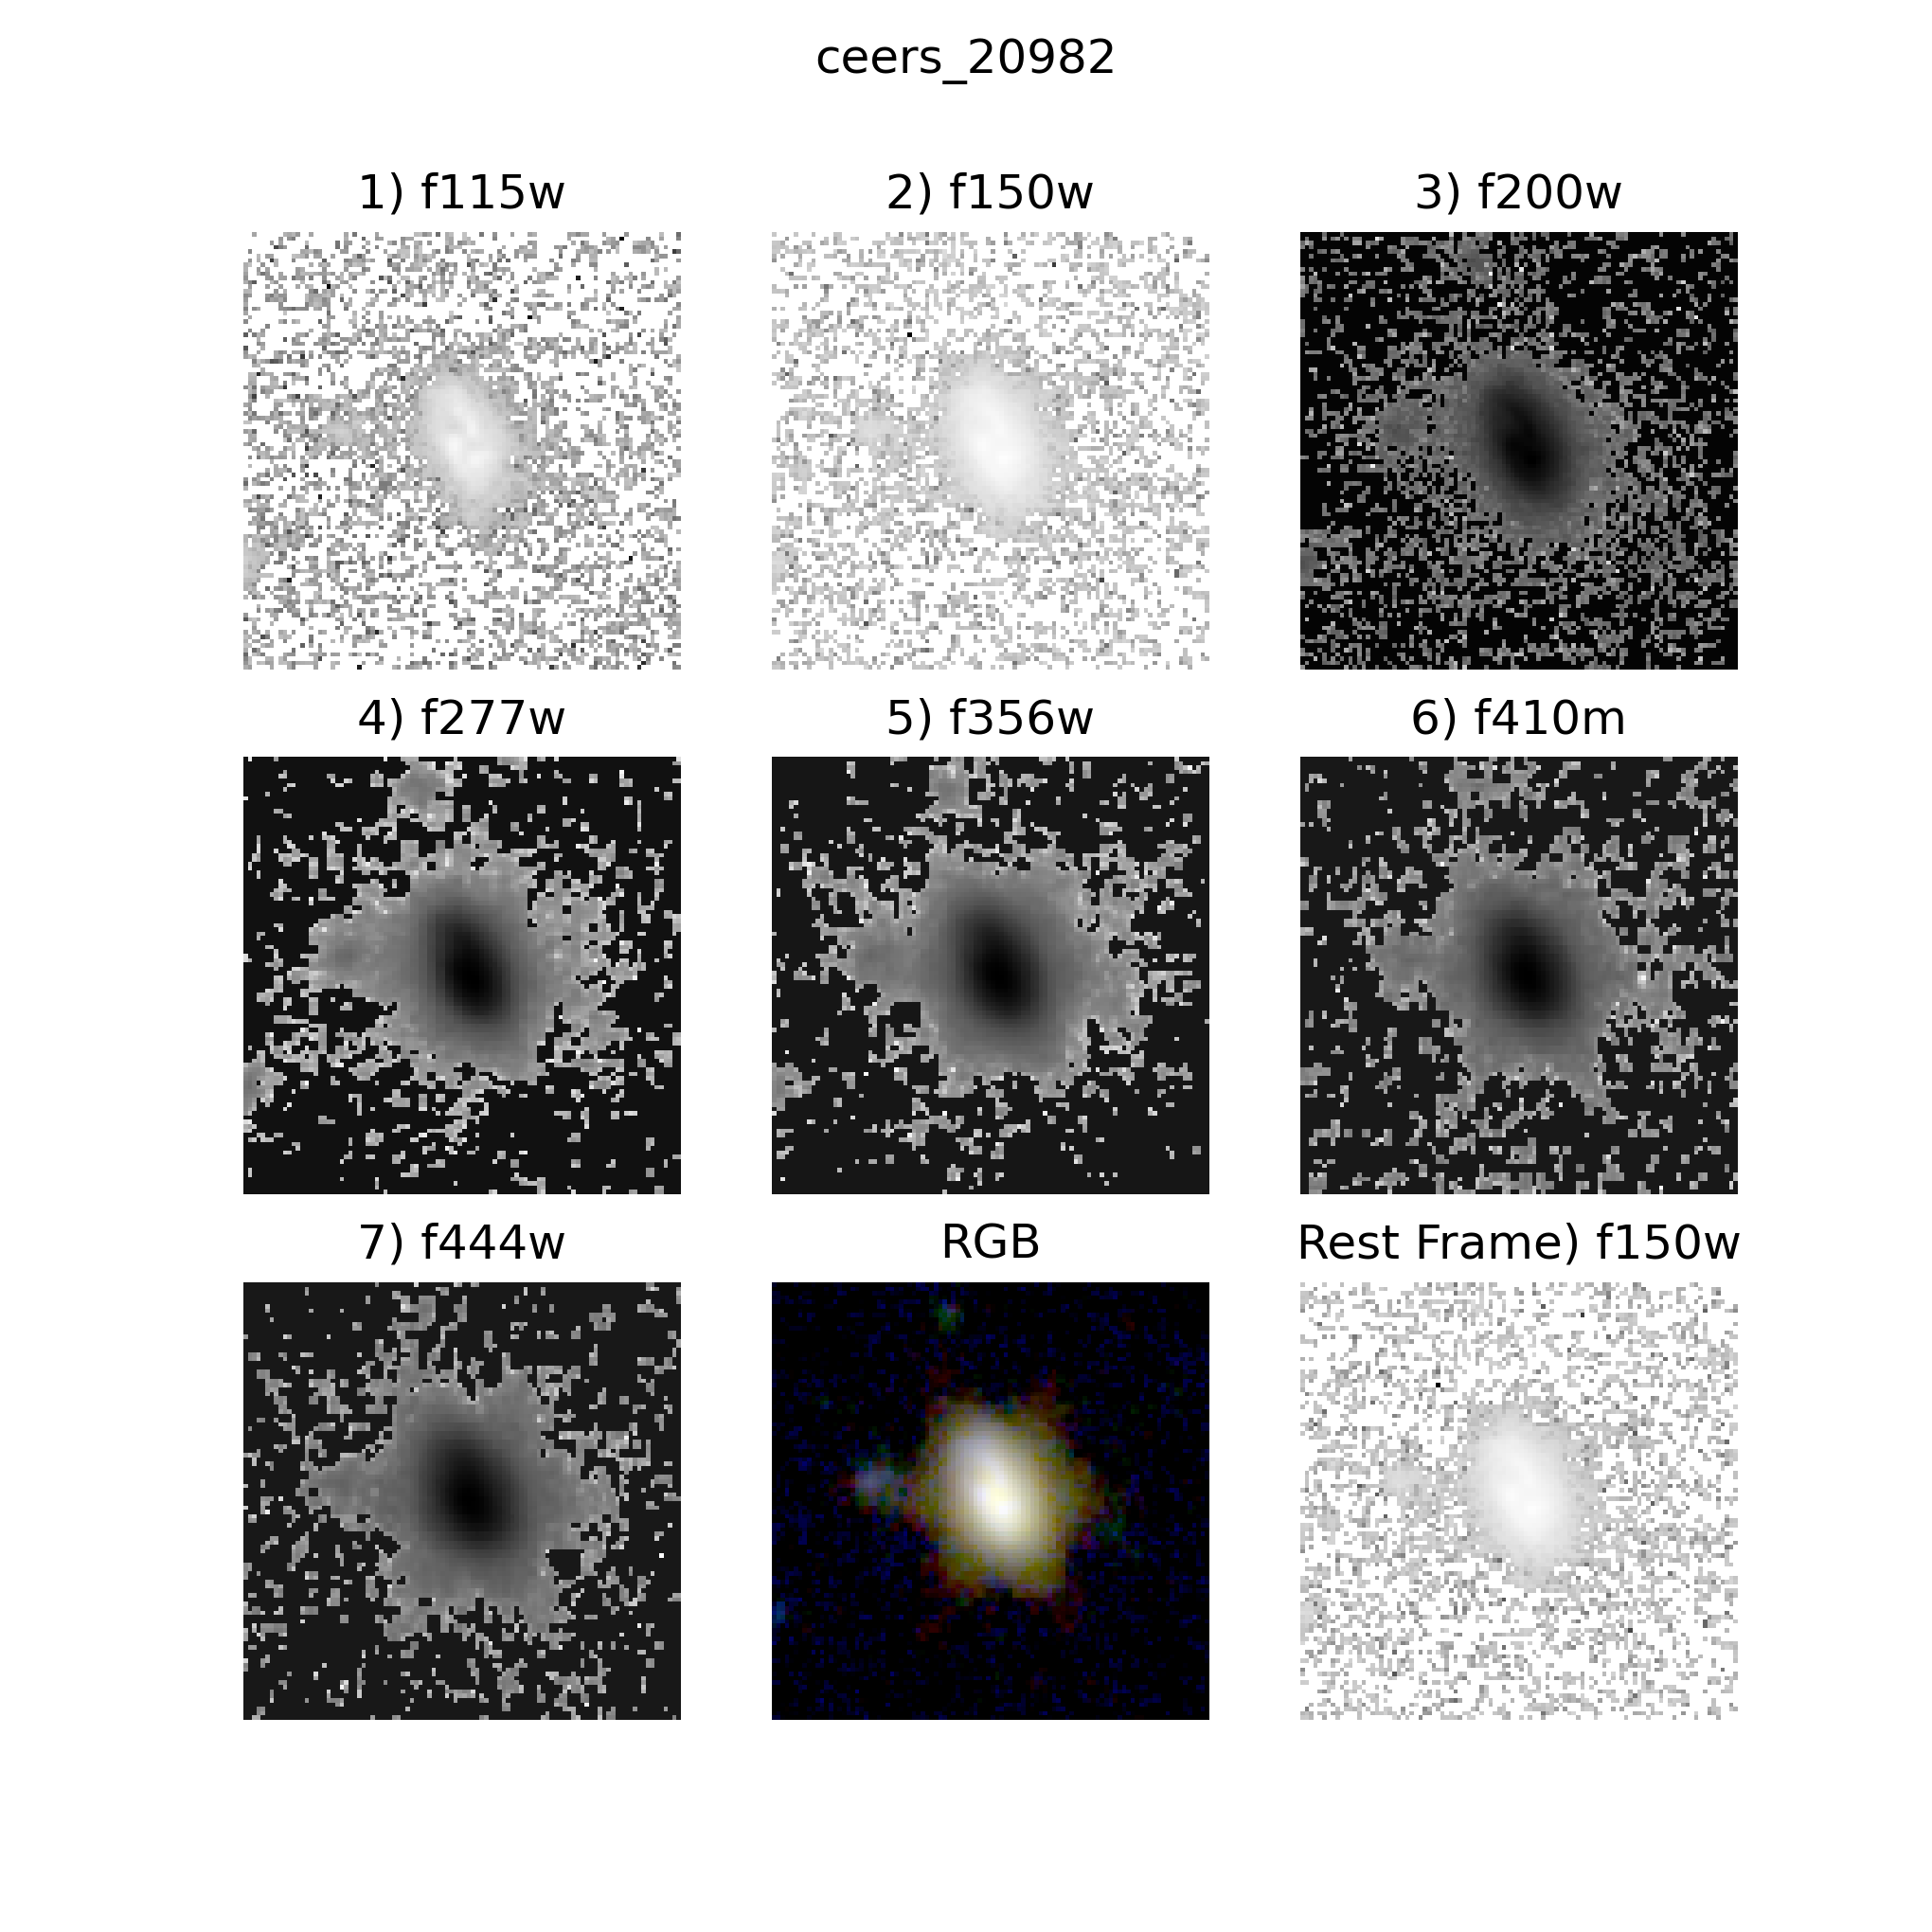 ceers_20982
1) f115w
2) f150w
3) f200w
4) f277w
5) f356w
6) f410m
7) f444w
RGB
Rest Frame) f150w